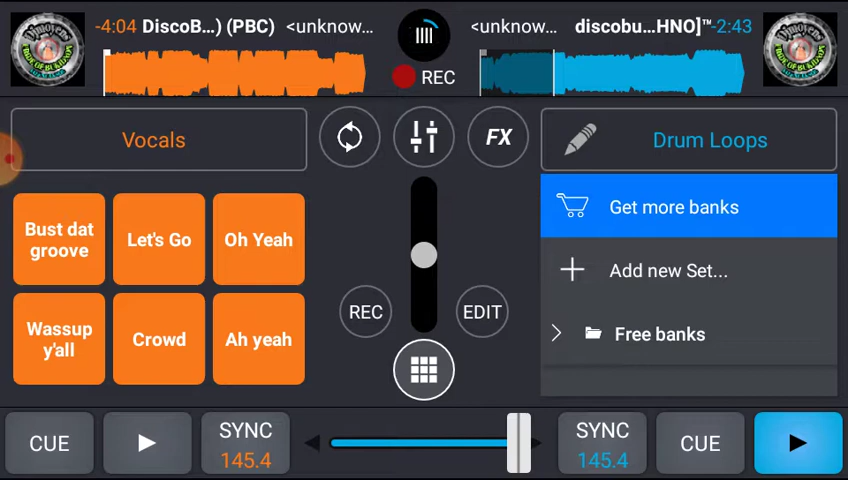 -4:04 DiscoB...) (PBC) <unknow...
<unknow... discobu...HNO]™ -2:43
REC
Vocals
FX
Drum Loops
Bust dat
groove
Let's Go
Oh Yeah
Get more banks
Add new Set...
Wassup
y'all
Crowd
Ah yeah
REC
EDIT
Free banks
CUE
SYNC
145.4
SYNC
145.4
CUE